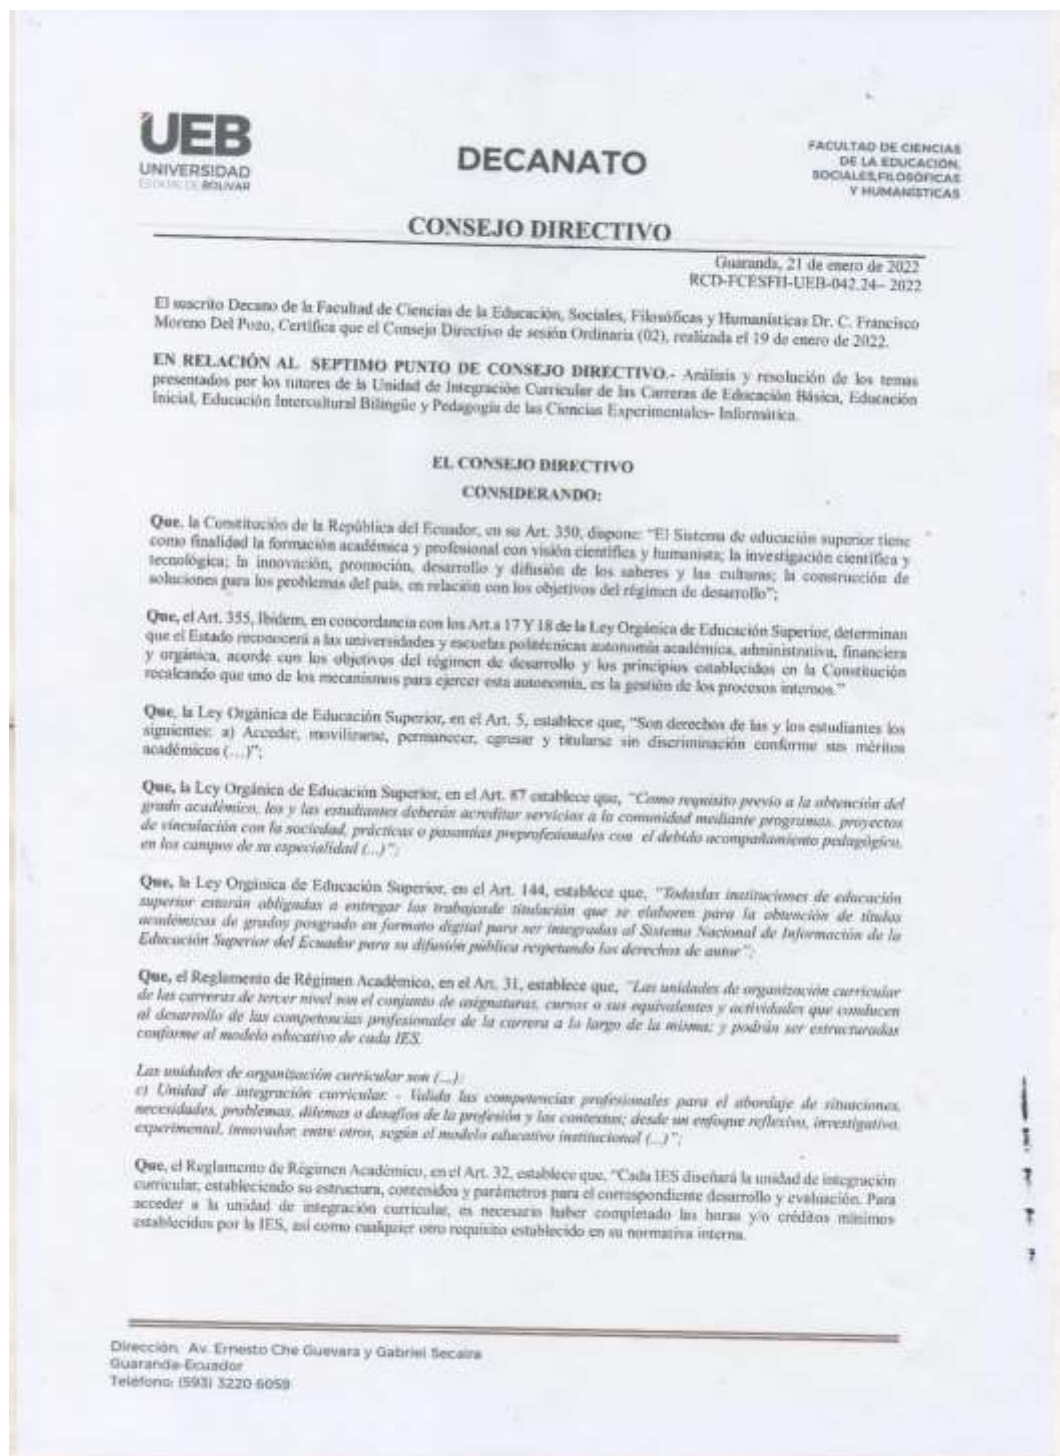 UEB
UNIVERSIDAD
ESTATAL DE BOLIVAR
DECANATO
FACULTAD DE CIENCIAS
DE LA EDUCACIÓN,
SOCIALES,FILOSÓFICAS
Y HUMANÍSTICAS
CONSEJO DIRECTIVO
Guaranda, 21 de enero de 2022
RCD-FCESFH-UEB-042.24– 2022
El suscrito Decano de la Facultad de Ciencias de la Educación, Sociales, Filosóficas y Humanísticas Dr. C. Francisco
Moreno Del Pozo, Certifica que el Consejo Directivo de sesión Ordinaria (02), realizada el 19 de enero de 2022.
EN RELACIÓN AL SEPTIMO PUNTO DE CONSEJO DIRECTIVO.- Análisis y resolución de los temas
presentados por los tutores de la Unidad de Integración Curricular de las Carreras de Educación Básica, Educación
Inicial, Educación Intercultural Bilingüe y Pedagogía de las Ciencias Experimentales- Informática.
EL CONSEJO DIRECTIVO
CONSIDERANDO:
Que, la Constitución de la República del Ecuador, en su Art. 350, dispone: “El Sistema de educación superior tiene
como finalidad la formación académica y profesional con visión científica y humanista; la investigación científica y
tecnológica; la innovación, promoción, desarrollo y difusión de los saberes y las culturas; la construcción de
soluciones para los problemas del país, en relación con los objetivos del régimen de desarrollo”;
Que, el Art. 355, Ibídem, en concordancia con los Art.s 17 Y 18 de la Ley Orgánica de Educación Superior, determinan
que el Estado reconocerá a las universidades y escuelas politécnicas autonomía académica, administrativa, financiera
y orgánica, acorde con los objetivos del régimen de desarrollo y los principios establecidos en la Constitución
recalcando que uno de los mecanismos para ejercer esta autonomía, es la gestión de los procesos internos.”
Que, la Ley Orgánica de Educación Superior, en el Art. 5, establece que, “Son derechos de las y los estudiantes los
siguientes: a) Acceder, movilizarse, permanecer, egresar y titularse sin discriminación conforme sus méritos
académicos (…)”;
Que, la Ley Orgánica de Educación Superior, en el Art. 87 establece que, “Como requisito previo a la obtención del
grado académico, los y las estudiantes deberán acreditar servicios a la comunidad mediante programas, proyectos
de vinculación con la sociedad, prácticas o pasantías preprofesionales con el debido acompañamiento pedagógico,
en los campos de su especialidad (...)”;
Que, la Ley Orgánica de Educación Superior, en el Art. 144, establece que, “Todaslas instituciones de educación
superior estarán obligadas a entregar los trabajosde titulación que se elaboren para la obtención de títulos
académicos de gradoy posgrado en formato digital para ser integradas al Sistema Nacional de Información de la
Educación Superior del Ecuador para su difusión pública respetando los derechos de autor”;
Que, el Reglamento de Régimen Académico, en el Art. 31, establece que, “Las unidades de organización curricular
de las carreras de tercer nivel son el conjunto de asignaturas, cursos o sus equivalentes y actividades que conducen
al desarrollo de las competencias profesionales de la carrera a lo largo de la misma; y podrán ser estructuradas
conforme al modelo educativo de cada IES.
Las unidades de organización curricular son (...):
c) Unidad de integración curricular. - Valida las competencias profesionales para el abordaje de situaciones,
necesidades, problemas, dilemas o desafíos de la profesión y los contextos; desde un enfoque reflexivo, investigativo,
experimental, innovador, entre otros, según el modelo educativo institucional (...)”;
Que, el Reglamento de Régimen Académico, en el Art. 32, establece que, “Cada IES diseñará la unidad de integración
curricular, estableciendo su estructura, contenidos y parámetros para el correspondiente desarrollo y evaluación. Para
acceder a la unidad de integración curricular, es necesario haber completado las horas y/o créditos mínimos
establecidos por la IES, así como cualquier otro requisito establecido en su normativa interna.
Dirección: Av. Ernesto Che Guevara y Gabriel Secaira
Guaranda-Ecuador
Teléfono: (593) 3220 6059